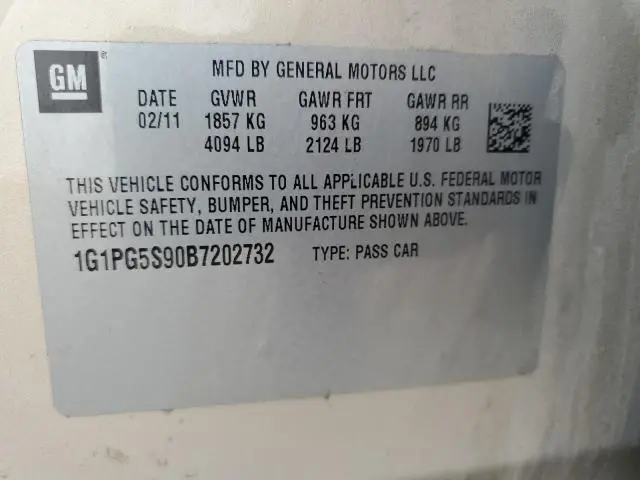 GM ®
MFD BY GENERAL MOTORS LLC
DATE GVWR GAWR FRT GAWR RR
02/11 1857 KG 963 KG 894 KG
4094 LB 2124 LB 1970 LB
THIS VEHICLE CONFORMS TO ALL APPLICABLE U.S. FEDERAL MOTOR
VEHICLE SAFETY, BUMPER, AND THEFT PREVENTION STANDARDS IN
EFFECT ON THE DATE OF MANUFACTURE SHOWN ABOVE.
1G1PG5S90B7202732 TYPE: PASS CAR